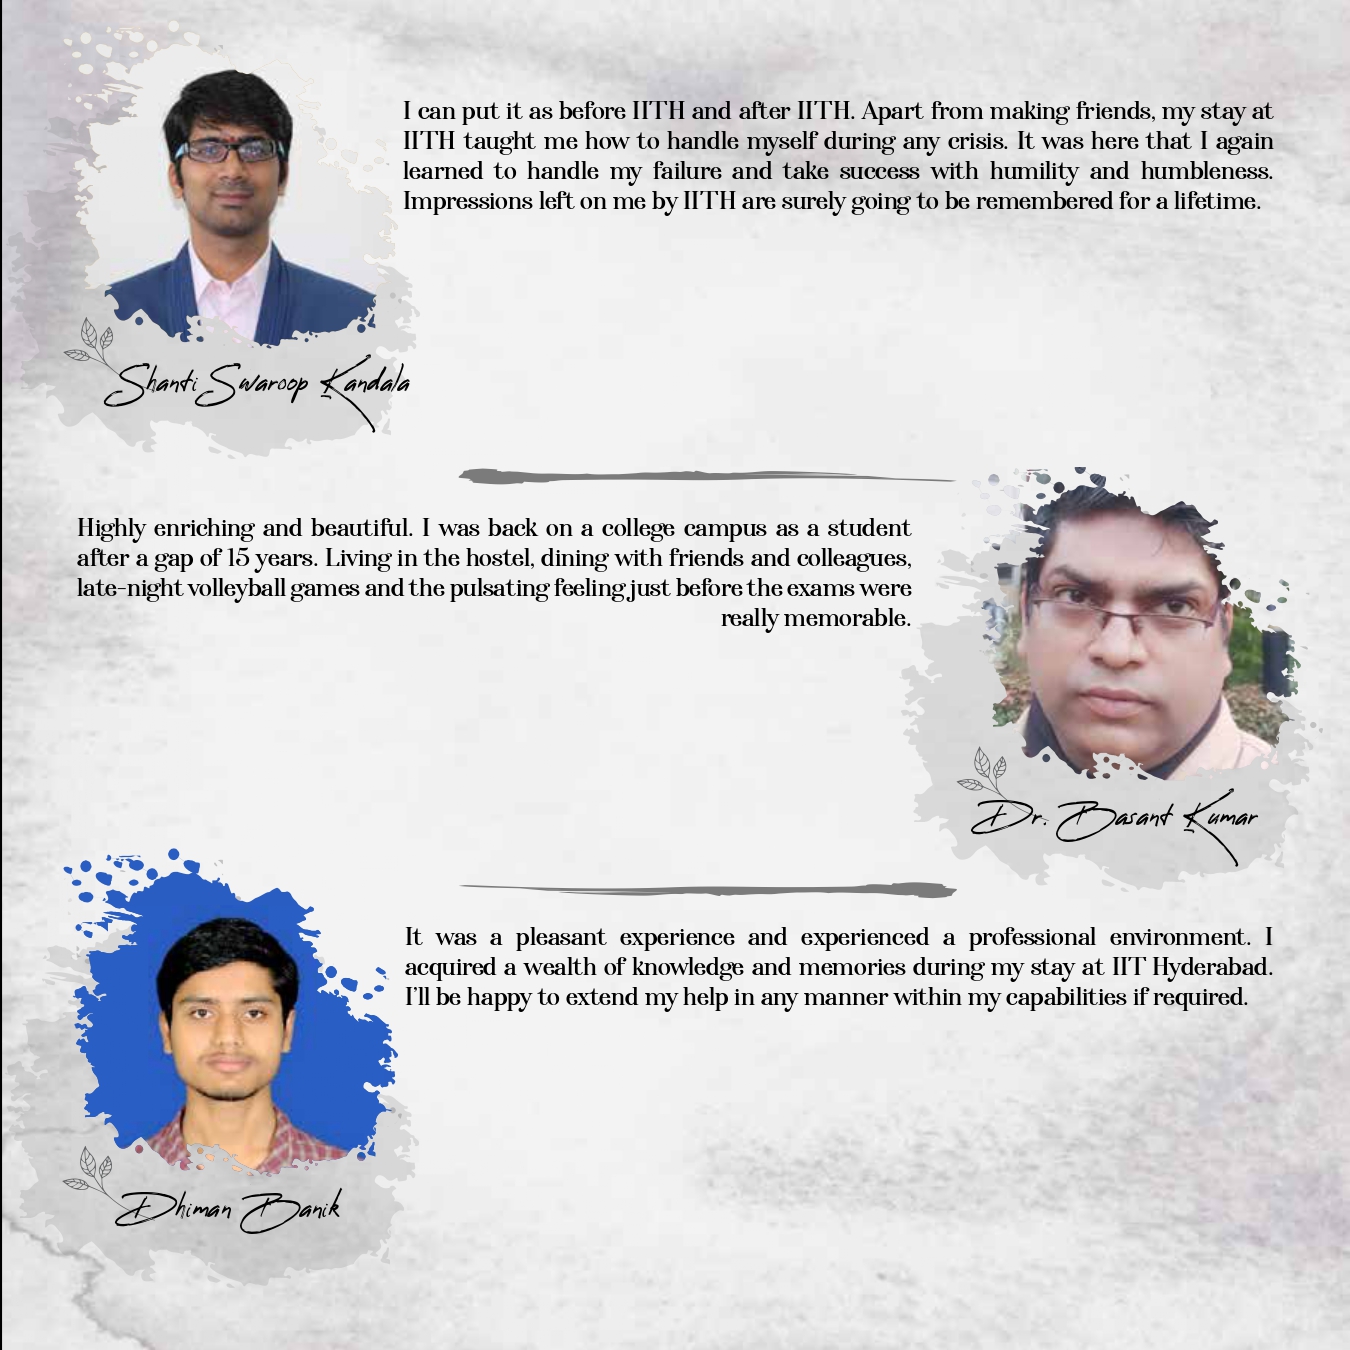 I can put it as before IITH and after IITH. Apart from making friends, my stay at
IITH taught me how to handle myself during any crisis. It was here that I again
learned to handle my failure and take success with humility and humbleness.
Impressions left on me by IITH are surely going to be remembered for a lifetime.
Shanti Swaroop Kandala
Highly enriching and beautiful. I was back on a college campus as a student
after a gap of 15 years. Living in the hostel, dining with friends and colleagues,
late-night volleyball games and the pulsating feeling just before the exams were
really memorable.
Dr. Basant Kumar
It was a pleasant experience and experienced a professional environment. I
acquired a wealth of knowledge and memories during my stay at IIT Hyderabad.
I'll be happy to extend my help in any manner within my capabilities if required.
Dhiman Banik